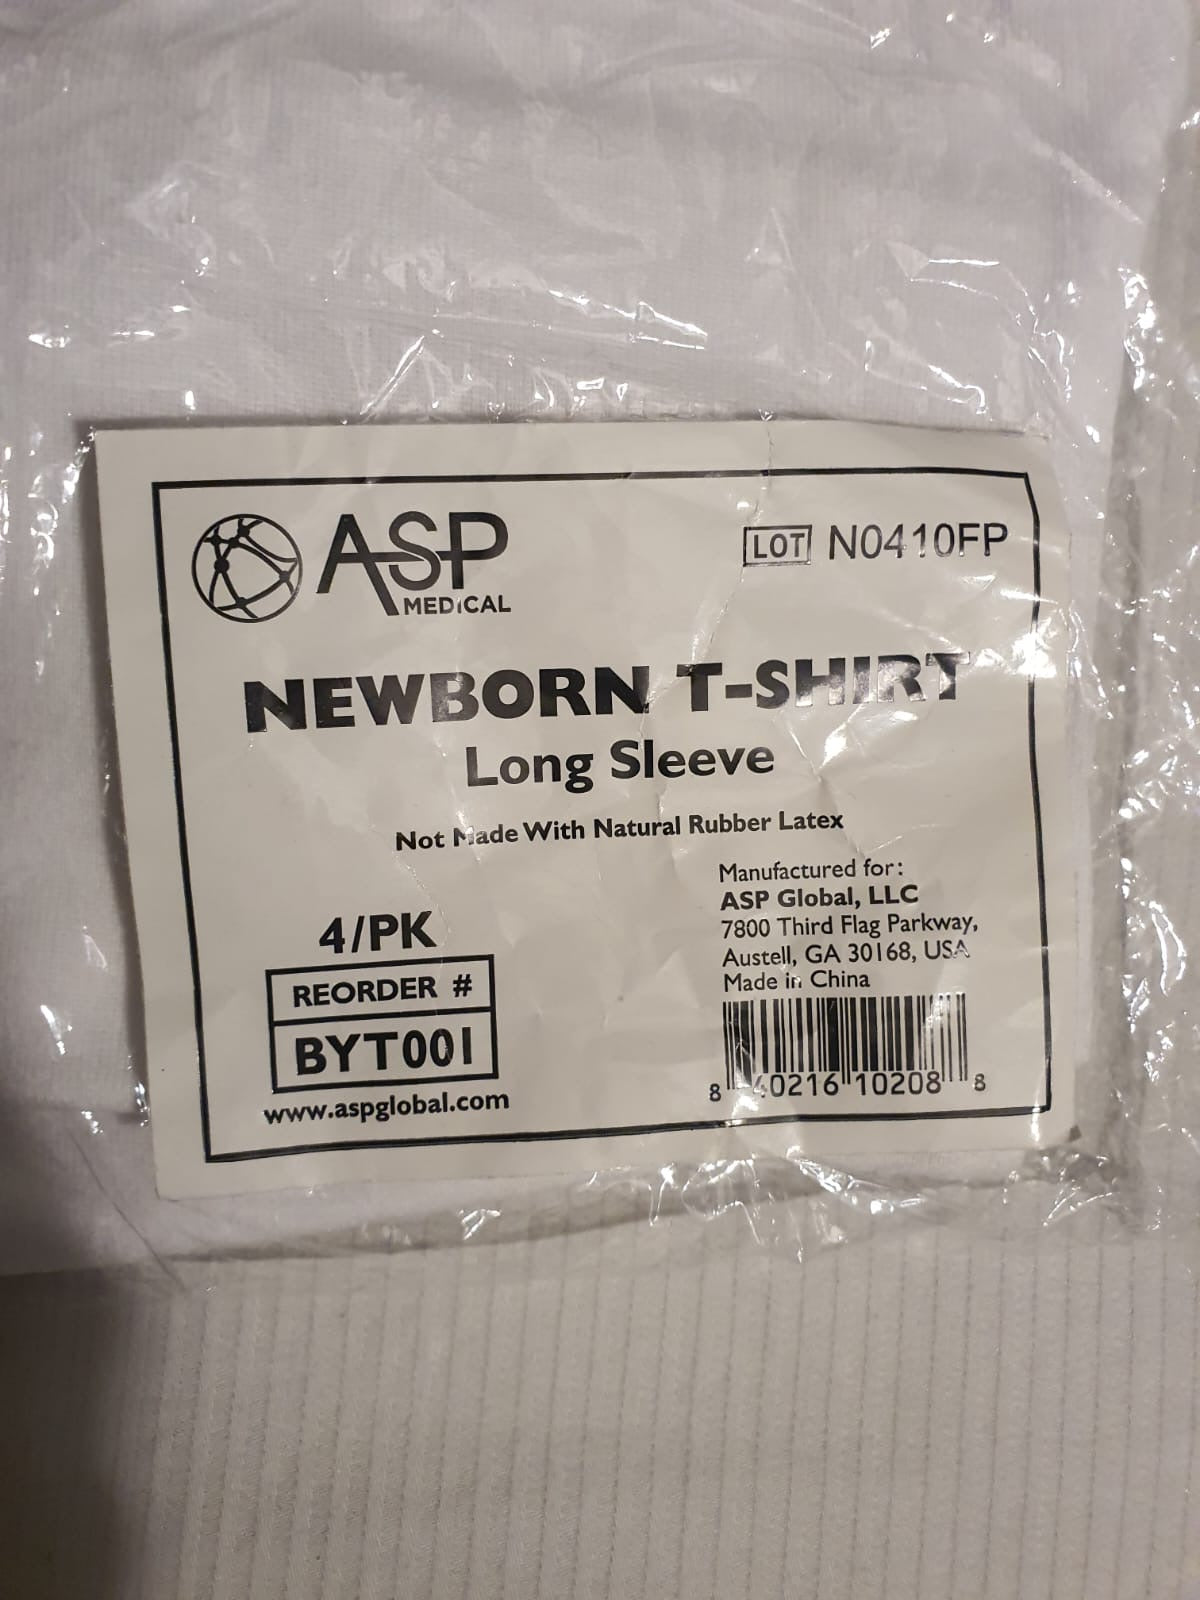 ASP
MEDICAL
LOT N0410FP
NEWBORN T-SHIRT
Long Sleeve
Not Made With Natural Rubber Latex
4/PK
REORDER #
BYT001
www.aspglobal.com
Manufactured for:
ASP Global, LLC
7800 Third Flag Parkway,
Austell, GA 30168, USA
Made in China
8 40216 10208 8